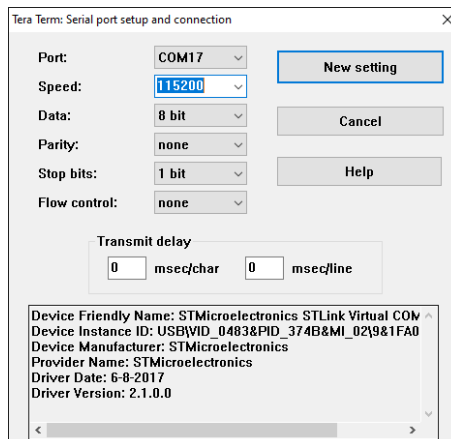 Tera Term: Serial port setup and connection
Port: COM17
New setting
Speed: 115200
Data: 8 bit
Cancel
Parity: none
Stop bits: 1 bit
Help
Flow control: none
Transmit delay
0 msec/char 0 msec/line
Device Friendly Name: STMicroelectronics STLink Virtual COM
Device Instance ID: USB\VID_0483&PID_374B&MI_02\9&1FA0
Device Manufacturer: STMicroelectronics
Provider Name: STMicroelectronics
Driver Date: 6-8-2017
Driver Version: 2.1.0.0